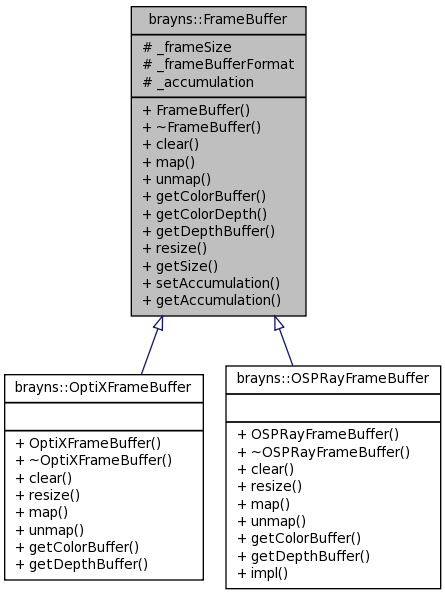 brayns::FrameBuffer
# _frameSize
# _frameBufferFormat
# _accumulation
+ FrameBuffer()
+ ~FrameBuffer()
+ clear()
+ map()
+ unmap()
+ getColorBuffer()
+ getColorDepth()
+ getDepthBuffer()
+ resize()
+ getSize()
+ setAccumulation()
+ getAccumulation()
brayns::OptiXFrameBuffer
+ OptiXFrameBuffer()
+ ~OptiXFrameBuffer()
+ clear()
+ resize()
+ map()
+ unmap()
+ getColorBuffer()
+ getDepthBuffer()
brayns::OSPRayFrameBuffer
+ OSPRayFrameBuffer()
+ ~OSPRayFrameBuffer()
+ clear()
+ resize()
+ map()
+ unmap()
+ getColorBuffer()
+ getDepthBuffer()
+ impl()